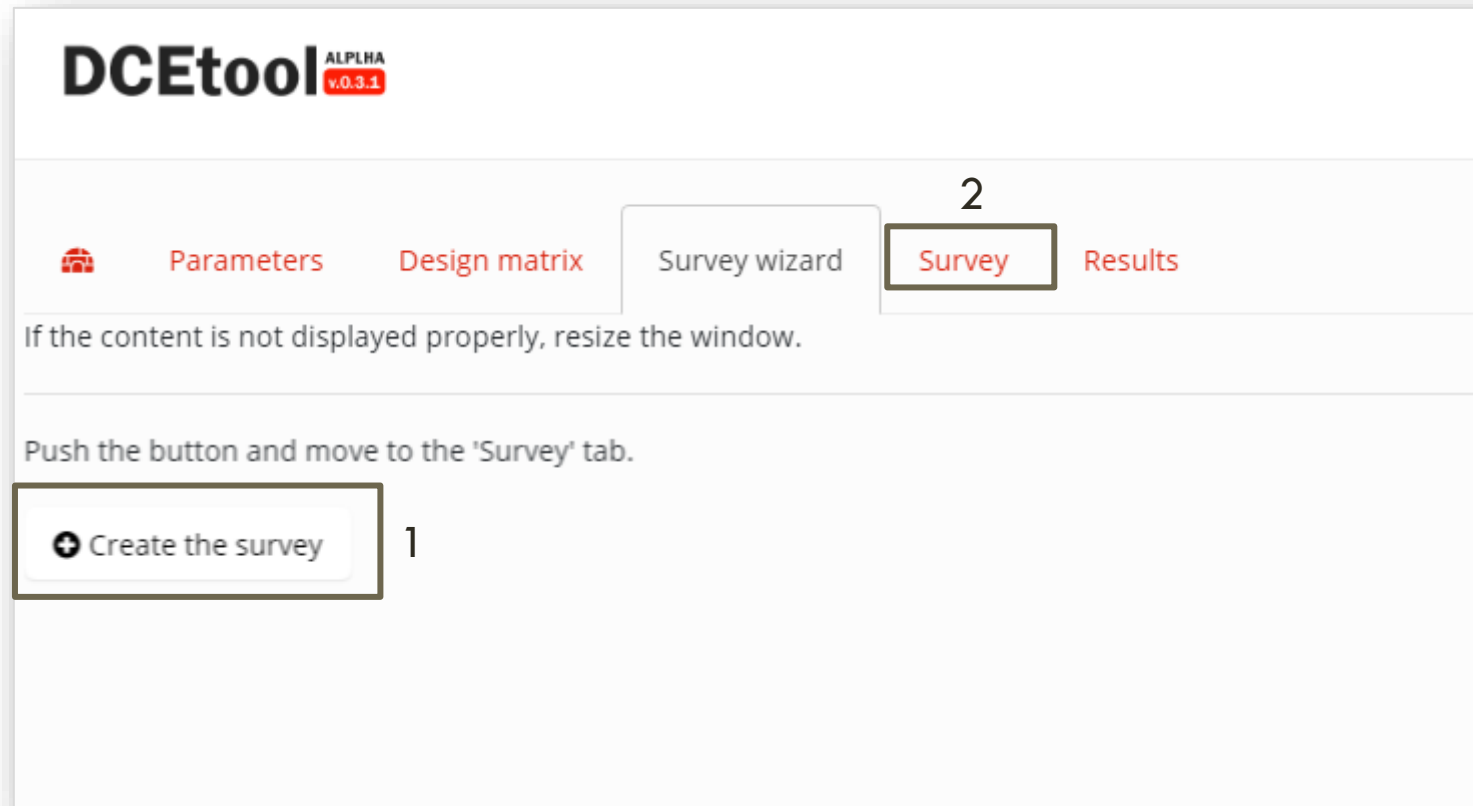 DCEtool ALPLHA
v.0.3.1
2
Parameters Design matrix Survey wizard Survey Results
If the content is not displayed properly, resize the window.
Push the button and move to the 'Survey' tab.
Create the survey 1